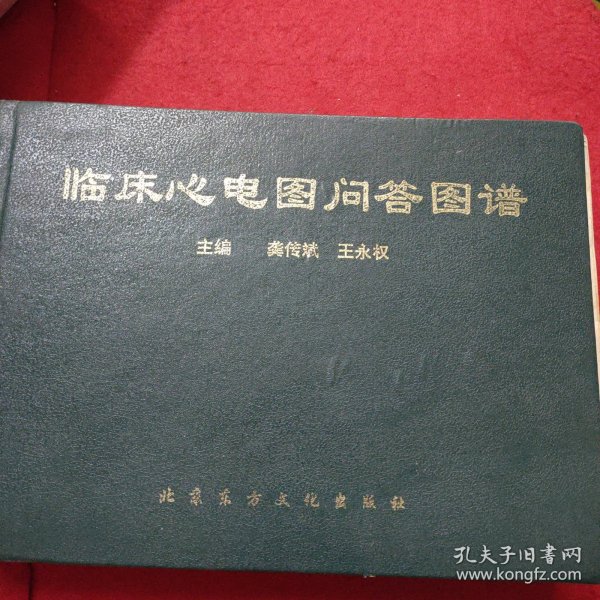 临床心电图问答图谱
主编 龚传斌 王永权
北京东方文化出版社
孔夫子旧书网
www.kongfz.com